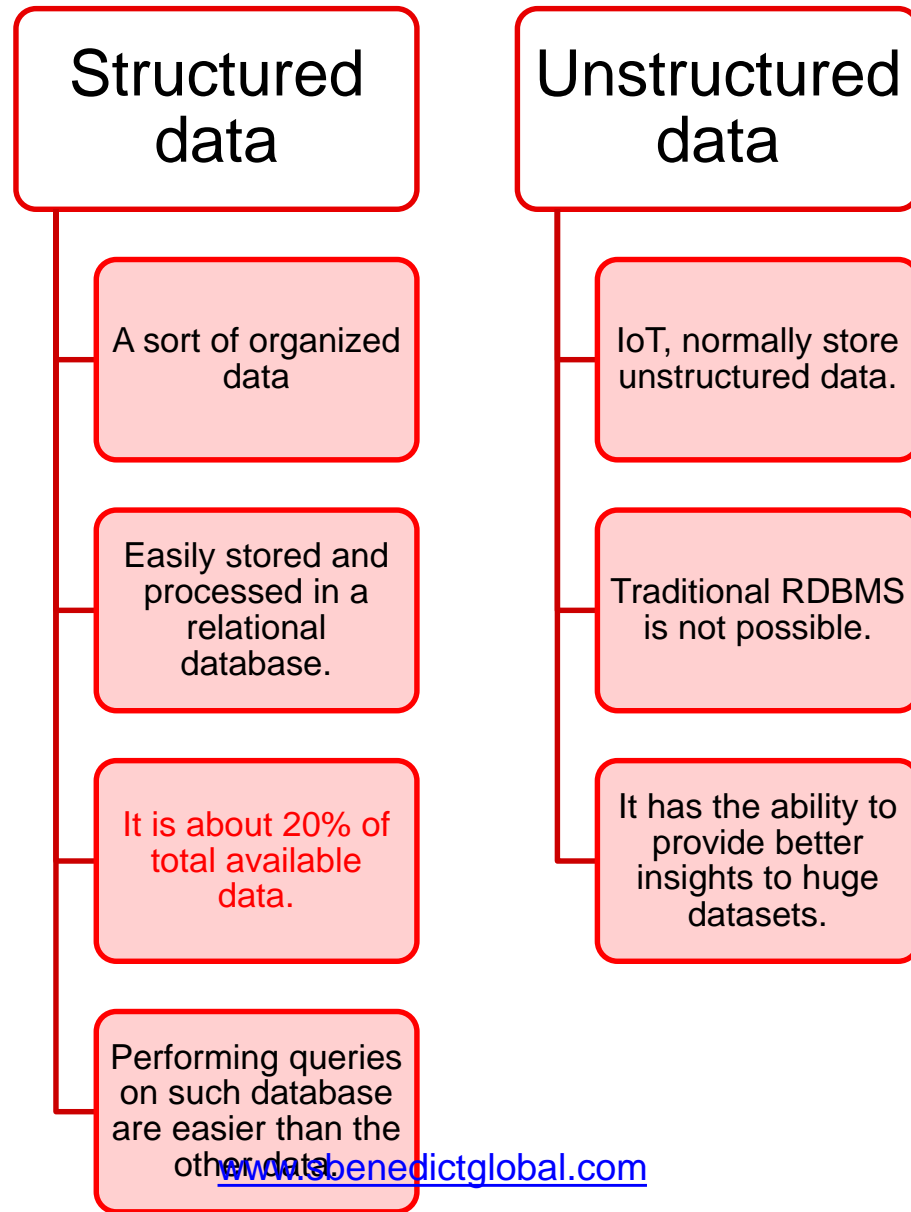 Structured
data
A sort of organized
data
Easily stored and
processed in a
relational
database.
It is about 20% of
total available
data.
Performing queries
on such database
are easier than the
other data.
Unstructured
data
IoT, normally store
unstructured data.
Traditional RDBMS
is not possible.
It has the ability to
provide better
insights to huge
datasets.
www.sbenedictglobal.com